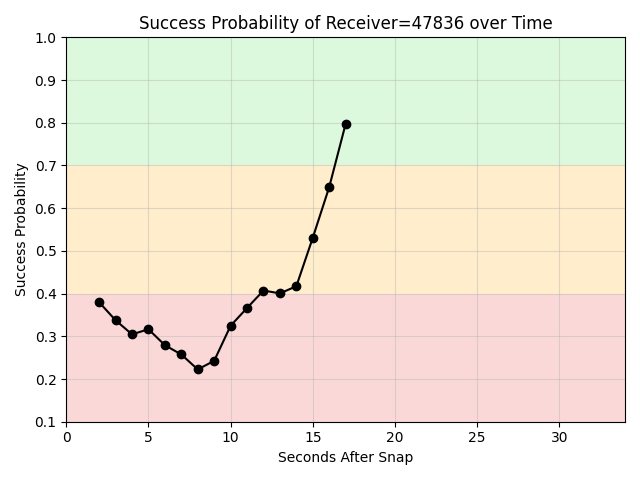 Success Probability of Receiver=47836 over Time
1.0
0.9
0.8
0.7
0.6
0.5
0.4
0.3
0.2
0.1
Success Probability
0 5 10 15 20 25 30
Seconds After Snap